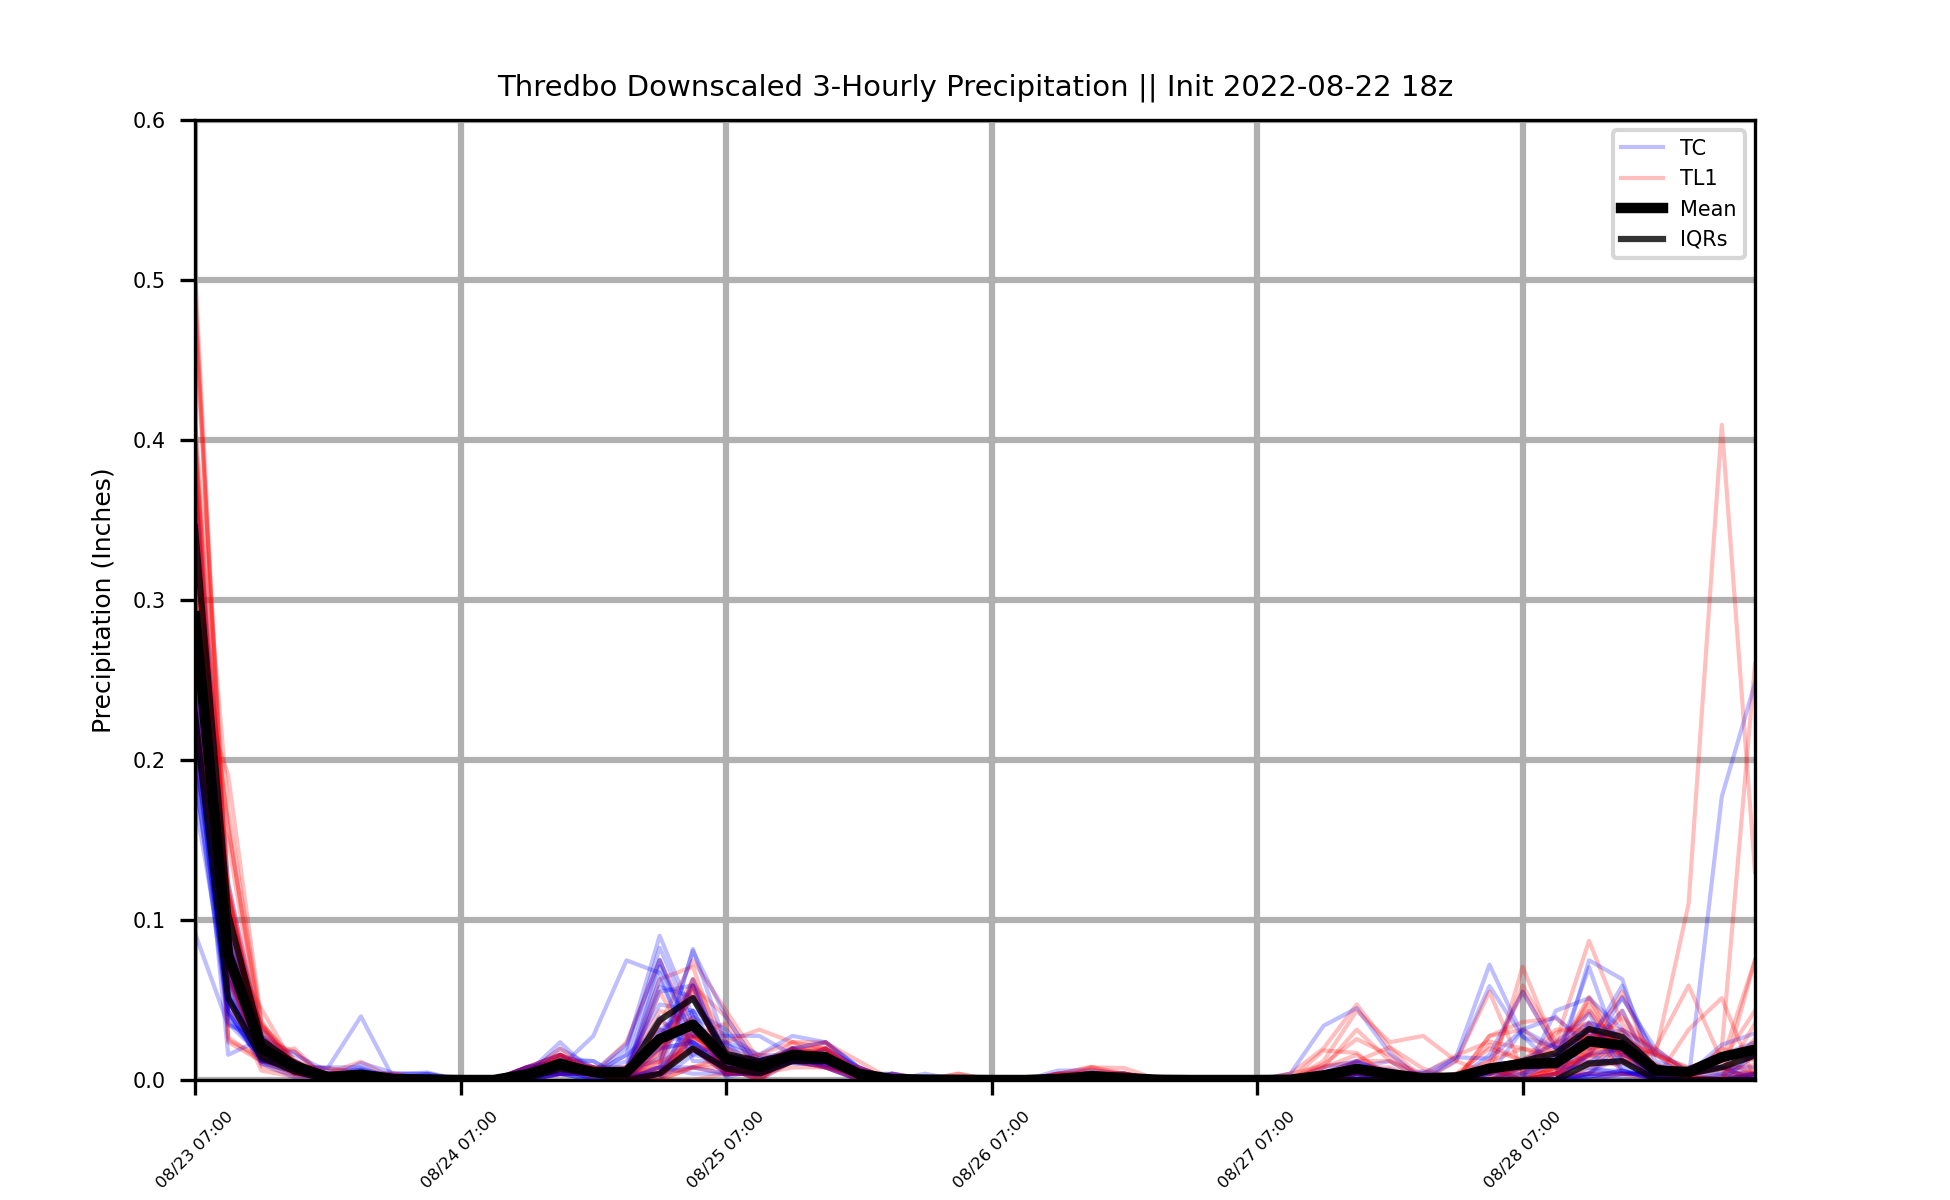 Thredbo Downscaled 3-Hourly Precipitation || Init 2022-08-22 18z
0.6
0.5
0.4
0.3
0.2
0.1
0.0
Precipitation (Inches)
TC
TL1
Mean
IQRs
08/23 07:00
08/24 07:00
08/25 07:00
08/26 07:00
08/27 07:00
08/28 07:00